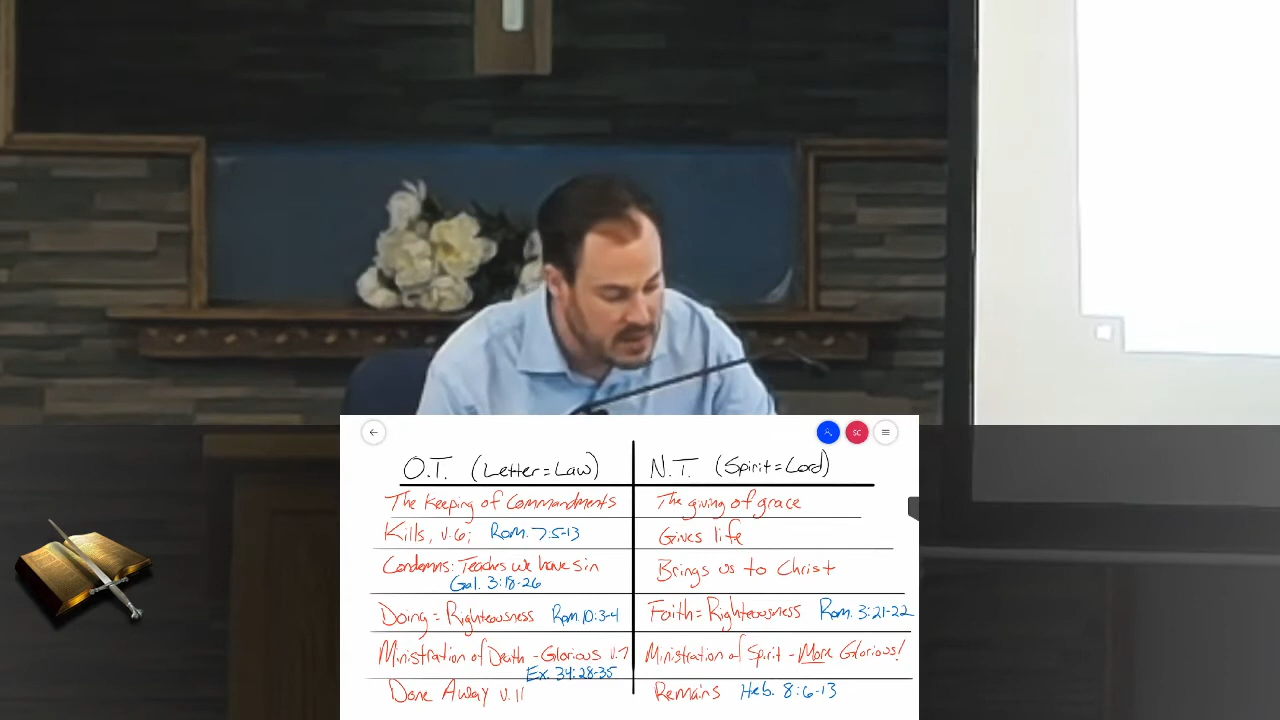 SC
O.T. (Letter=Law) N.T. (Spirit=Lord)
The Keeping of Commandments The giving of grace
Kills, v.6; Rom. 7:5-13 Gives life
Condemns: Teachs we have sin Brings us to Christ
Gal. 3:18-26
Doing = Righteousness Rom. 10:3-4 Faith = Righteousness Rom. 3:21-22
Ministration of Death - Glorious v.7 Ministration of Spirit - More Glorious!
Ex. 34:28-35
Done Away v.11 Remains Heb. 8:6-13